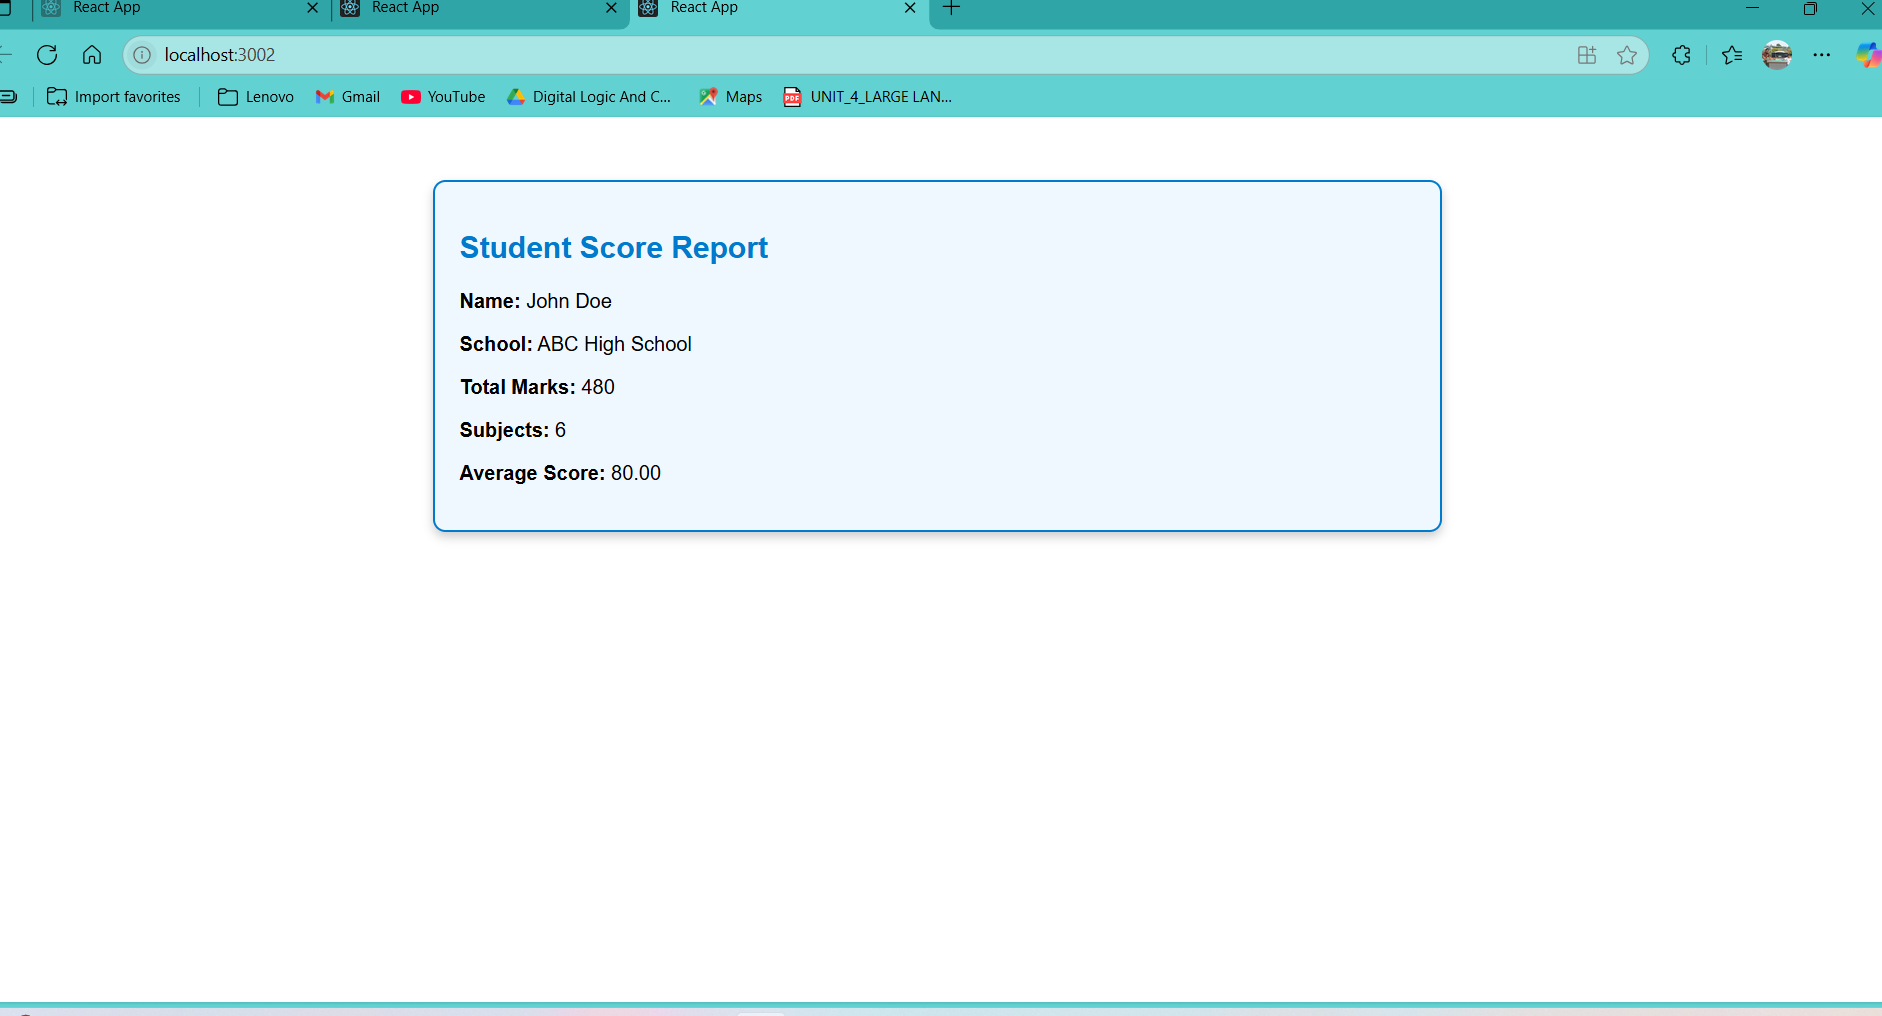 React App
React App
React App
localhost:3002
Import favorites
Lenovo
Gmail
YouTube
Digital Logic And C...
Maps
PDF
UNIT_4_LARGE LAN...
Student Score Report
Name: John Doe
School: ABC High School
Total Marks: 480
Subjects: 6
Average Score: 80.00